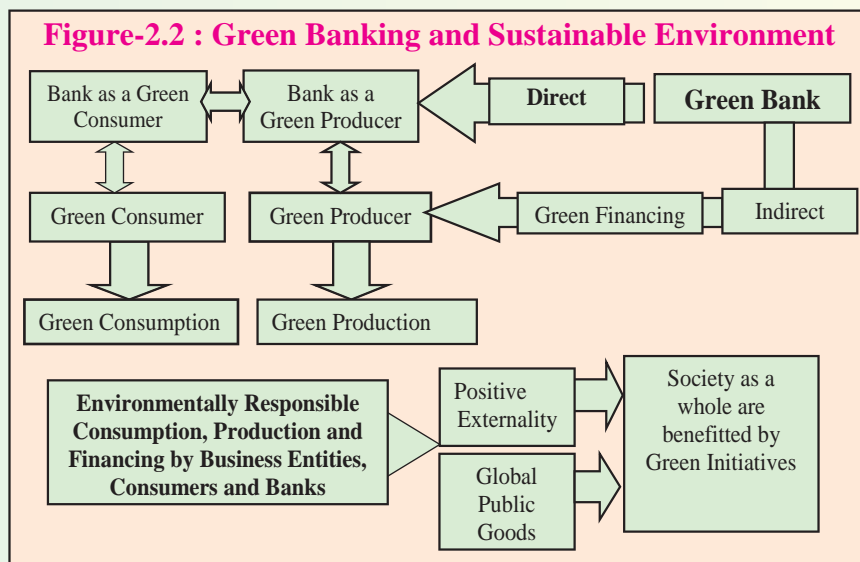 Figure-2.2 : Green Banking and Sustainable Environment
Bank as a Green
Consumer
Bank as a
Green Producer
Direct
Green Bank
Green Consumer
Green Producer
Green Financing
Indirect
Green Consumption
Green Production
Environmentally Responsible
Consumption, Production and
Financing by Business Entities,
Consumers and Banks
Positive
Externality
Global
Public
Goods
Society as a
whole are
benefitted by
Green Initiatives